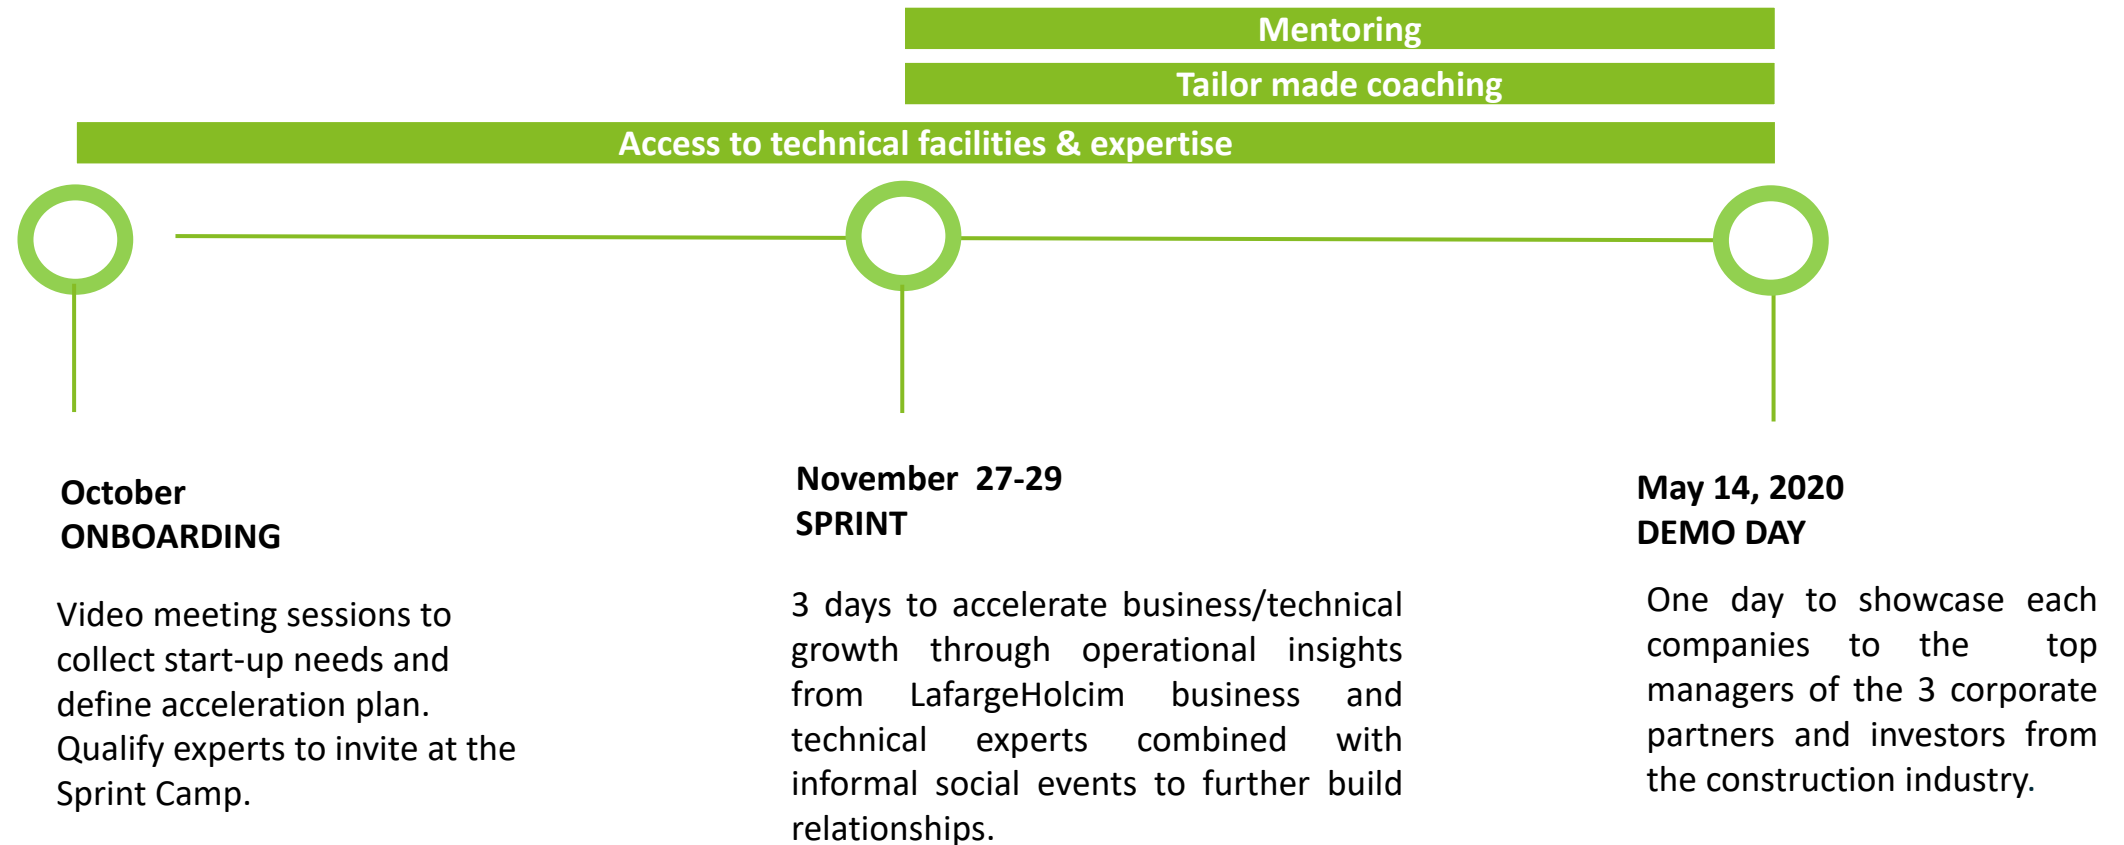 Mentoring
Tailor made coaching
Access to technical facilities & expertise
October
ONBOARDING
Video meeting sessions to
collect start-up needs and
define acceleration plan.
Qualify experts to invite at the
Sprint Camp.
November 27-29
SPRINT
3 days to accelerate business/technical
growth through operational insights
from LafargeHolcim business and
technical experts combined with
informal social events to further build
relationships.
May 14, 2020
DEMO DAY
One day to showcase each
companies to the top
managers of the 3 corporate
partners and investors from
the construction industry.